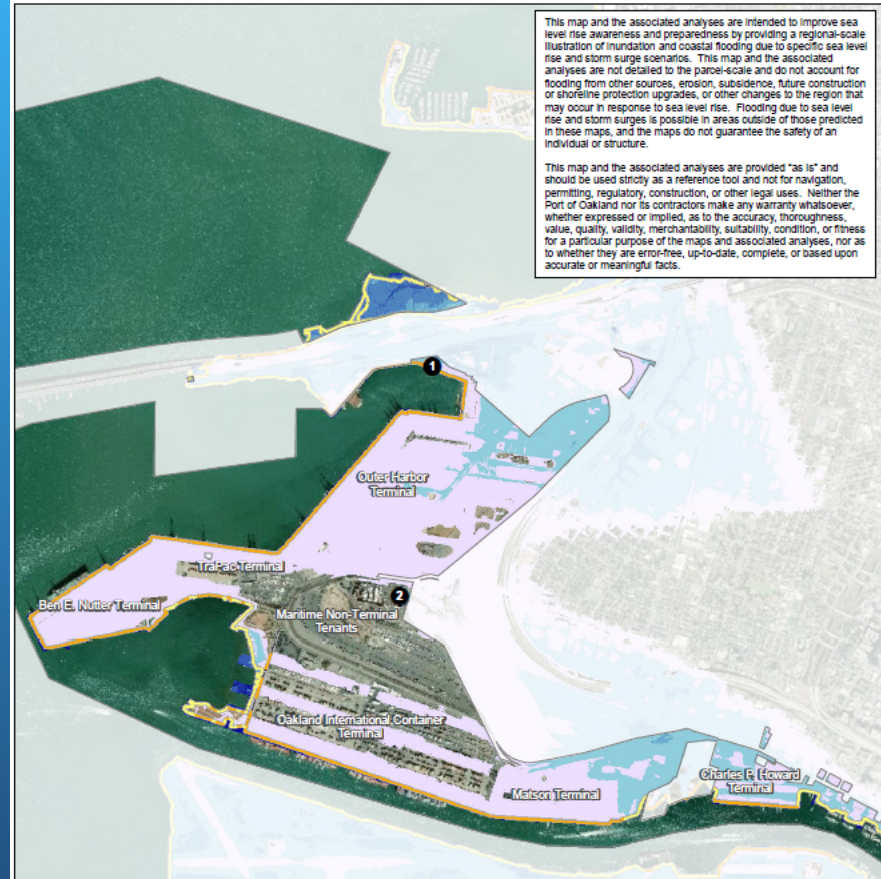 This map and the associated analyses are intended to improve sea
level rise awareness and preparedness by providing a regional-scale
illustration of inundation and coastal flooding due to specific sea level
rise and storm surge scenarios. This map and the associated
analyses are not detailed to the parcel-scale and do not account for
flooding from other sources, erosion, subsidence, future construction
or shoreline protection upgrades, or other changes to the region that
may occur in response to sea level rise. Flooding due to sea level
rise and storm surges is possible in areas outside of those predicted
in these maps, and the maps do not guarantee the safety of an
individual or structure.
This map and the associated analyses are provided "as is" and
should be used strictly as a reference tool and not for navigation,
permitting, regulatory, construction, or other legal uses. Neither the
Port of Oakland nor its contractors make any warranty whatsoever,
whether expressed or implied, as to the accuracy, thoroughness,
value, quality, validity, merchantability, suitability, condition, or fitness
for a particular purpose of the maps and associated analyses, nor as
to whether they are error-free, up-to-date, complete, or based upon
accurate or meaningful facts.
1
Outer Harbor
Terminal
TraPac Terminal
Ben E. Nutter Terminal
2
Maritime Non-Terminal
Tenants
Oakland International Container
Terminal
Matson Terminal
Charles P. Howard
Terminal